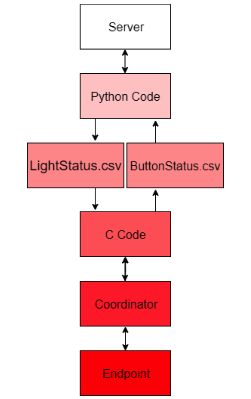 Server
Python Code
LightStatus.csv
ButtonStatus.csv
C Code
Coordinator
Endpoint